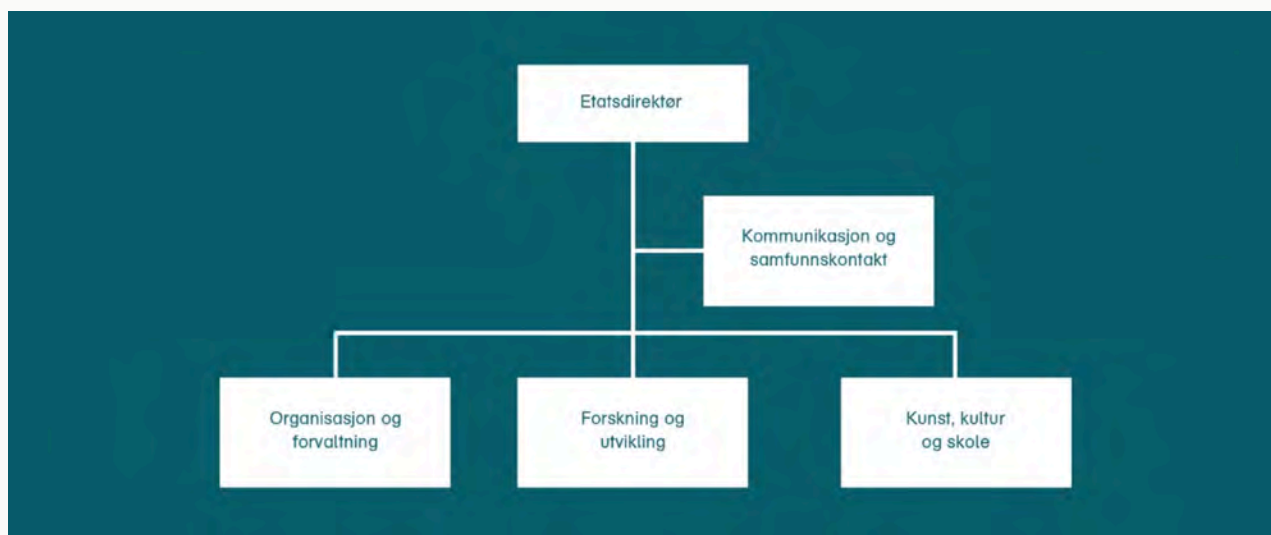 Etatsdirektør
Kommunikasjon og
samfunnskontakt
Organisasjon og
forvaltning
Forskning og
utvikling
Kunst, kultur
og skole